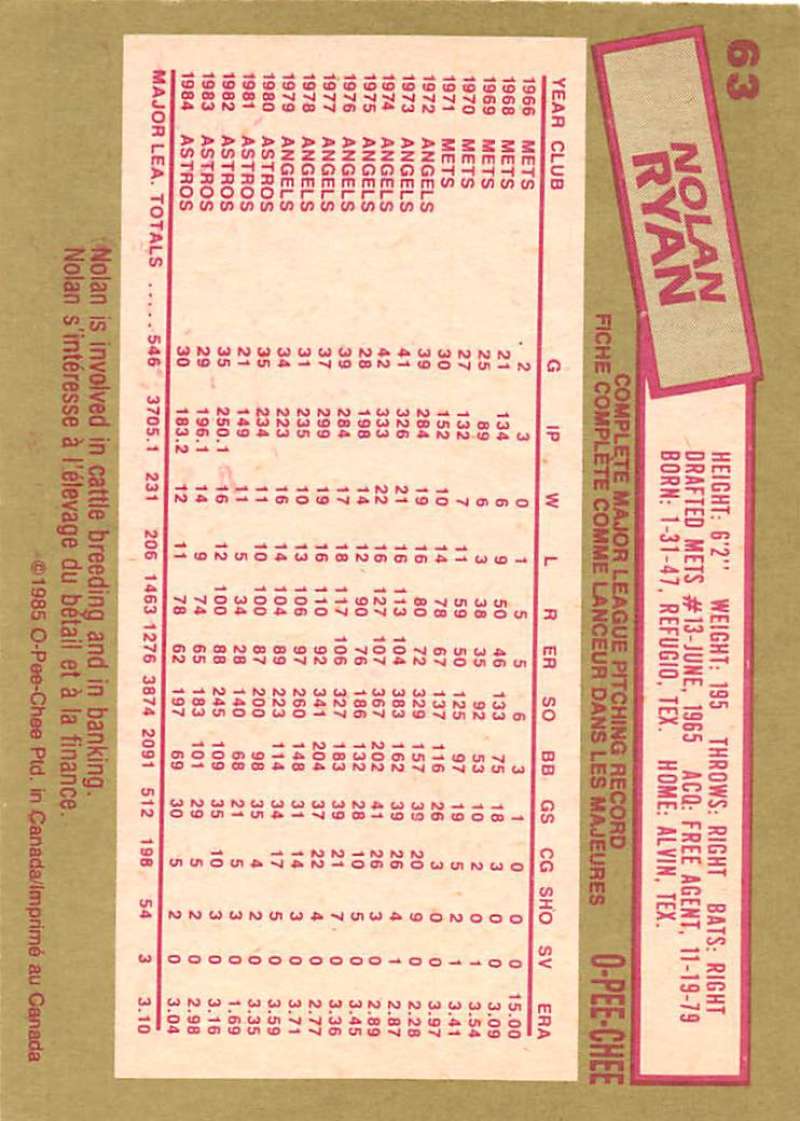 63
NOLAN
RYAN
HEIGHT: 6'2" WEIGHT: 195 THROWS: RIGHT BATS: RIGHT
DRAFTED METS #13-JUNE, 1965 ACQ: FREE AGENT, 11-19-79
BORN: 1-31-47, REFUGIO, TEX. HOME: ALVIN, TEX.
COMPLETE MAJOR LEAGUE PITCHING RECORD
FICHE COMPLÈTE COMME LANCEUR DANS LES MAJEURES
O-PEE-CHEE
YEAR CLUB G IP W L R ER SO BB GS CG SHO SV ERA
1966 METS 2 3 0 1 5 5 6 3 1 0 0 0 15.00
1968 METS 21 134 6 9 50 46 133 75 18 3 0 0 3.09
1969 METS 25 89 6 3 38 35 92 53 10 2 0 1 3.54
1970 METS 27 132 7 11 59 50 125 97 19 5 2 1 3.41
1971 METS 30 152 10 14 78 67 137 116 26 3 0 0 3.97
1972 ANGELS 39 284 19 16 80 72 329 157 39 20 9 0 2.28
1973 ANGELS 41 326 21 16 113 104 383 162 39 26 4 1 2.87
1974 ANGELS 42 333 22 16 127 107 367 202 41 26 3 0 2.89
1975 ANGELS 28 198 14 12 90 76 186 132 28 10 5 0 3.45
1976 ANGELS 39 284 17 18 117 106 327 183 39 21 7 0 3.36
1977 ANGELS 37 299 19 16 110 92 341 204 37 22 4 0 2.77
1978 ANGELS 31 235 10 13 106 97 260 148 31 14 3 0 3.71
1979 ANGELS 34 223 16 14 104 89 223 114 34 17 5 0 3.59
1980 ASTROS 35 234 11 10 100 87 200 98 35 4 2 0 3.35
1981 ASTROS 21 149 11 5 34 28 140 68 21 5 3 0 1.69
1982 ASTROS 35 250.1 16 12 100 88 245 109 35 10 3 0 3.16
1983 ASTROS 29 196.1 14 9 74 65 183 101 29 5 2 0 2.98
1984 ASTROS 30 183.2 12 11 78 62 197 69 30 5 2 0 3.04
MAJOR LEA. TOTALS ..... 546 3705.1 231 206 1463 1276 3874 2091 512 198 54 3 3.10
Nolan is involved in cattle breeding and in banking.
Nolan s'intéresse à l'élevage du bétail et à la finance.
©1985 O-Pee-Chee Ptd. in Canada/Imprimé au Canada